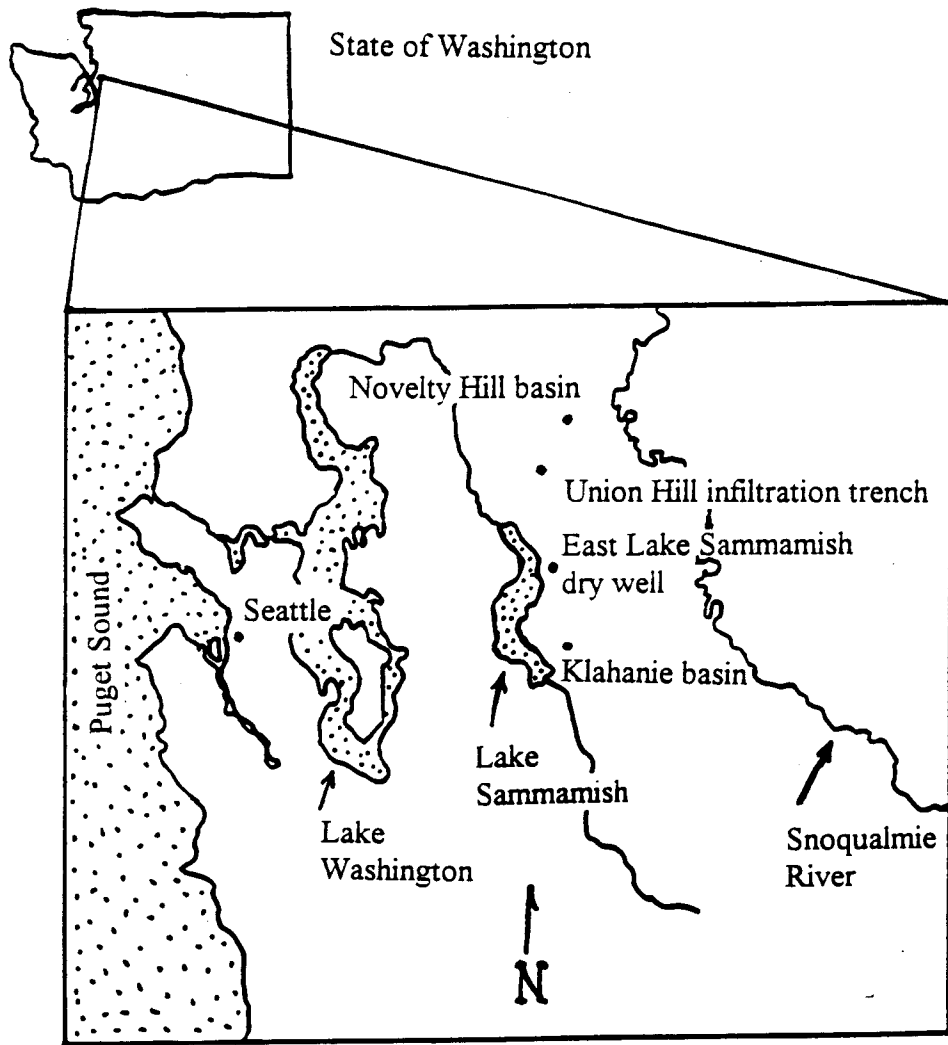 State of Washington
Novelty Hill basin
Union Hill infiltration trench
East Lake Sammamish
dry well
Seattle
Puget Sound
Klahanie basin
Lake
Sammamish
Lake
Washington
Snoqualmie
River
N